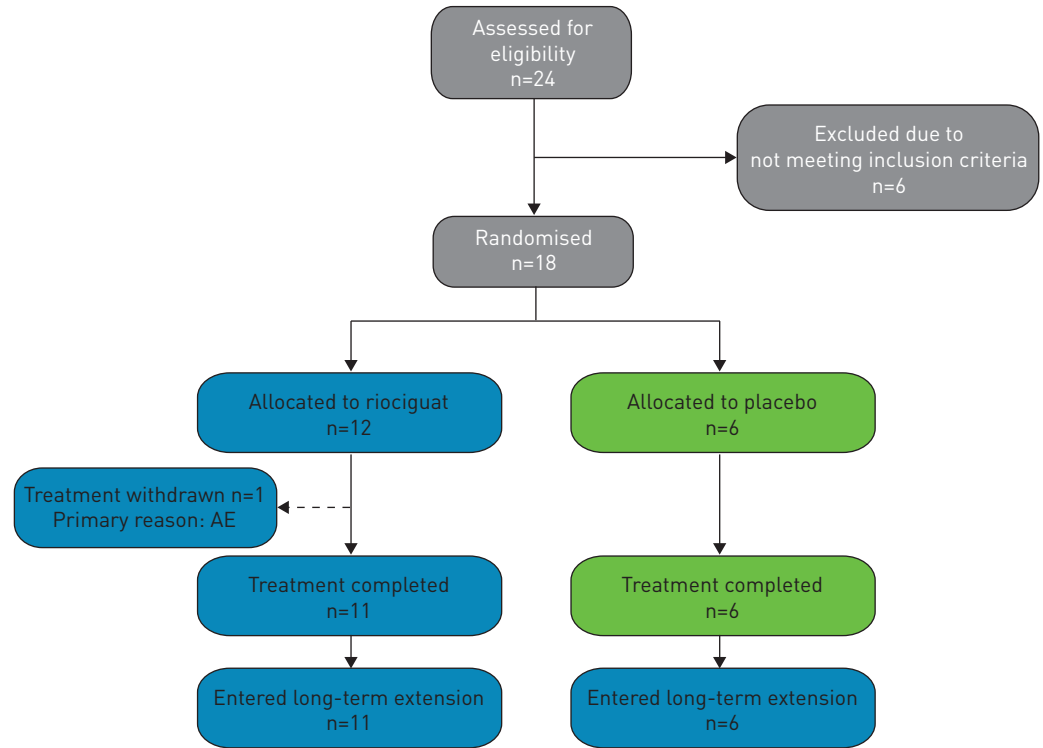 Assessed for
eligibility
n=24
Excluded due to
not meeting inclusion criteria
n=6
Randomised
n=18
Allocated to riociguat
n=12
Allocated to placebo
n=6
Treatment withdrawn n=1
Primary reason: AE
Treatment completed
n=11
Treatment completed
n=6
Entered long-term extension
n=11
Entered long-term extension
n=6